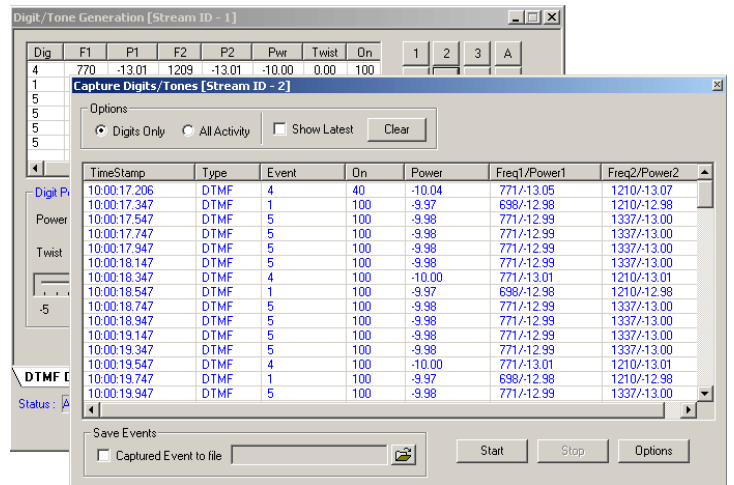 Digit/Tone Generation [Stream ID - 1]
Dig F1 P1 F2 P2 Pwr Twist On 1 2 3 A
4 770 -13.01 1209 -13.01 -10.00 0.00 100
1
5
5
5
5
Capture Digits/Tones [Stream ID - 2]
Options
Digits Only All Activity Show Latest Clear
TimeStamp Type Event On Power Freq1/Power1 Freq2/Power2
10:00:17.206 DTMF 4 40 -10.04 771/-13.05 1210/-13.07
10:00:17.347 DTMF 1 100 -9.97 698/-12.98 1210/-12.98
10:00:17.547 DTMF 5 100 -9.98 771/-12.99 1337/-13.00
10:00:17.747 DTMF 5 100 -9.98 771/-12.99 1337/-13.00
10:00:17.947 DTMF 5 100 -9.98 771/-12.99 1337/-13.00
10:00:18.147 DTMF 5 100 -9.98 771/-12.99 1337/-13.00
10:00:18.347 DTMF 4 100 -10.00 771/-13.01 1210/-13.01
10:00:18.547 DTMF 1 100 -9.97 698/-12.98 1210/-12.98
10:00:18.747 DTMF 5 100 -9.98 771/-12.99 1337/-13.00
10:00:18.947 DTMF 5 100 -9.98 771/-12.99 1337/-13.00
10:00:19.147 DTMF 5 100 -9.98 771/-12.99 1337/-13.00
10:00:19.347 DTMF 5 100 -9.98 771/-12.99 1337/-13.00
10:00:19.547 DTMF 4 100 -10.00 771/-13.01 1210/-13.01
10:00:19.747 DTMF 1 100 -9.97 698/-12.98 1210/-12.98
10:00:19.947 DTMF 5 100 -9.98 771/-12.99 1337/-13.00
Digit P
Power
Twist
-5
DTMF
Status :
Save Events
Captured Event to file
Start Stop Options